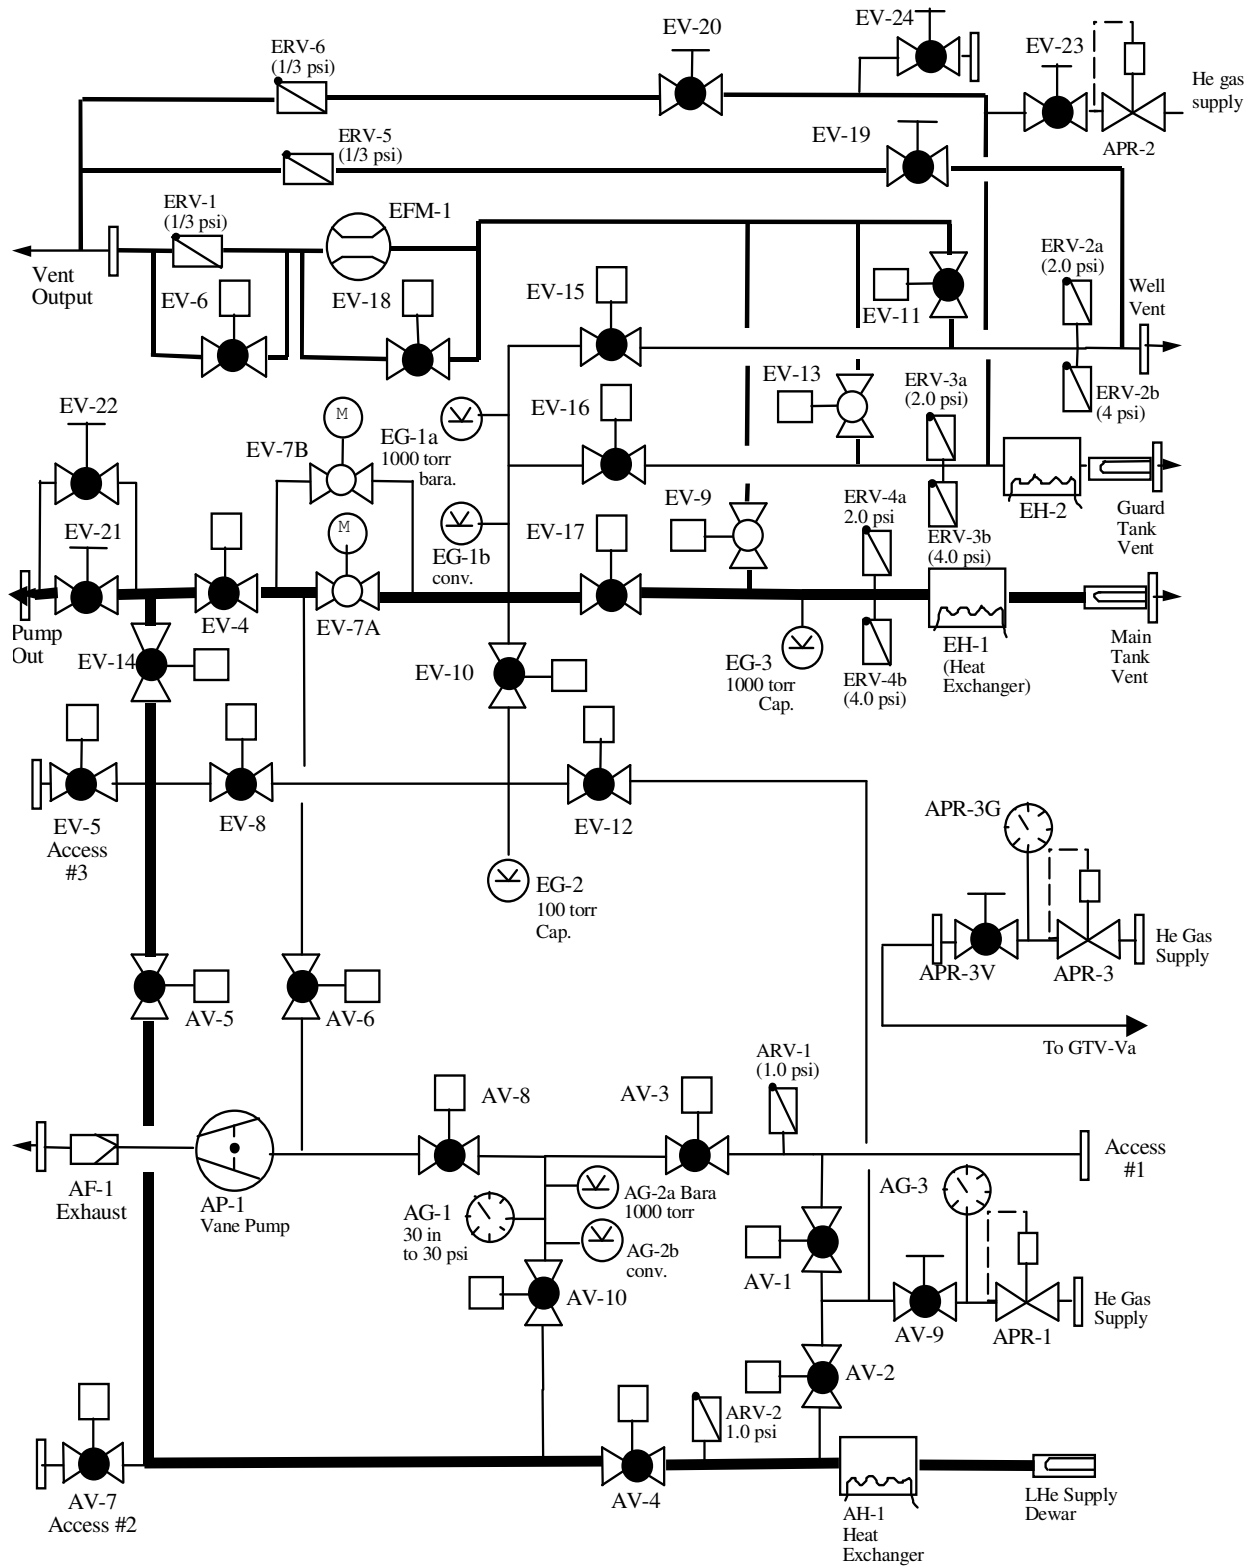 EV-24
EV-20
ERV-6
(1/3 psi)
EV-23
He gas
supply
APR-2
ERV-5
(1/3 psi)
EV-19
ERV-1
(1/3 psi)
EFM-1
ERV-2a
(2.0 psi)
Vent
Output
EV-6
EV-18
EV-15
EV-11
Well
Vent
EV-13
ERV-3a
(2.0 psi)
ERV-2b
(4 psi)
EV-22
M
EV-7B
EG-1a
1000 torr
bara.
EV-16
EV-9
ERV-4a
2.0 psi
EH-2
Guard
Tank
Vent
EV-21
M
EG-1b
conv.
EV-17
ERV-3b
(4.0 psi)
Pump
Out
EV-4
EV-7A
EV-14
EV-10
EG-3
1000 torr
Cap.
ERV-4b
(4.0 psi)
EH-1
(Heat
Exchanger)
Main
Tank
Vent
EV-5
Access
#3
EV-8
EV-12
APR-3G
EG-2
100 torr
Cap.
He Gas
Supply
APR-3V
APR-3
AV-5
AV-6
To GTV-Va
ARV-1
(1.0 psi)
AV-8
AV-3
Access
#1
AF-1
Exhaust
AP-1
Vane Pump
AG-1
30 in
to 30 psi
AG-2a Bara
1000 torr
AG-2b
conv.
AG-3
AV-1
AV-10
AV-9
APR-1
He Gas
Supply
AV-2
ARV-2
1.0 psi
AV-7
Access #2
AV-4
AH-1
Heat
Exchanger
LHe Supply
Dewar